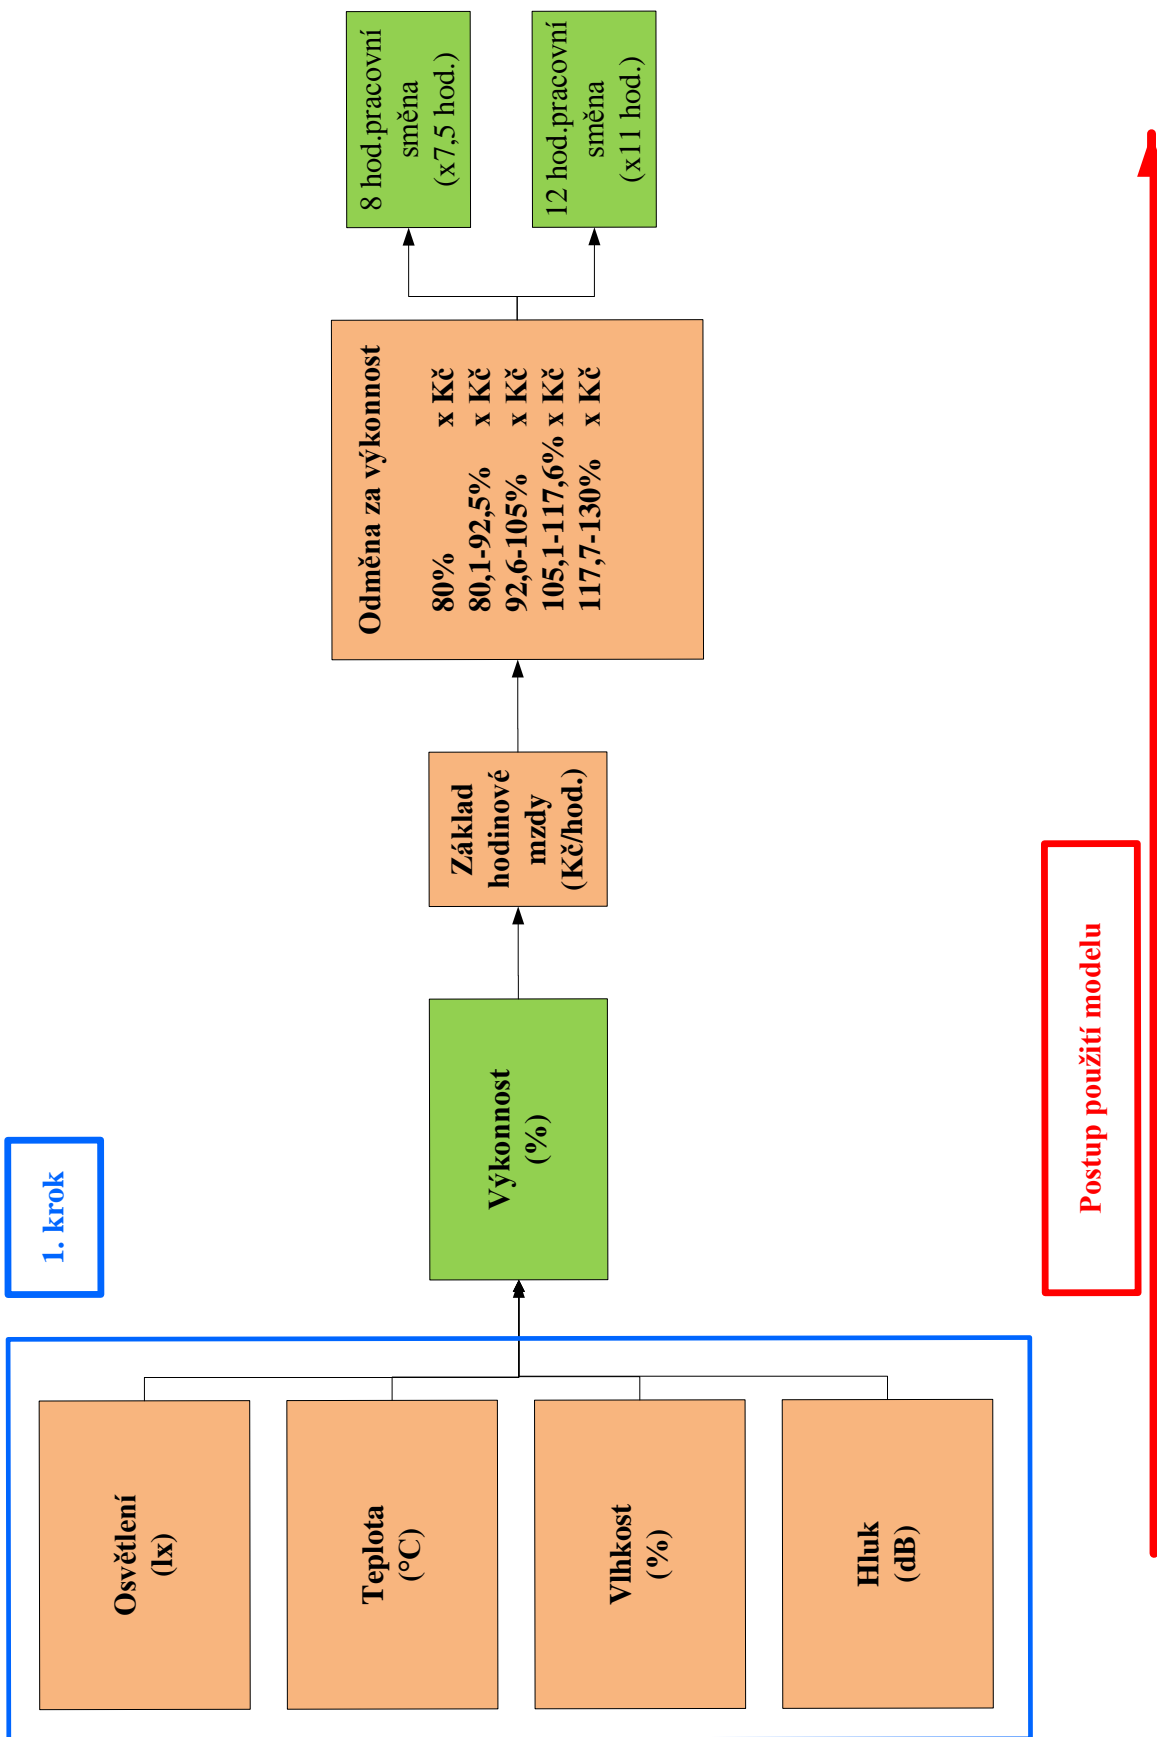 1. krok
Osvětlení
(lx)
Teplota
(°C)
Vlhkost
(%)
Hluk
(dB)
Výkonnost
(%)
Základ
hodinové
mzdy
(Kč/hod.)
Odměna za výkonnost
80% x Kč
80,1-92,5% x Kč
92,6-105% x Kč
105,1-117,6% x Kč
117,7-130% x Kč
8 hod.pracovní
směna
(x7,5 hod.)
12 hod.pracovní
směna
(x11 hod.)
Postup použití modelu